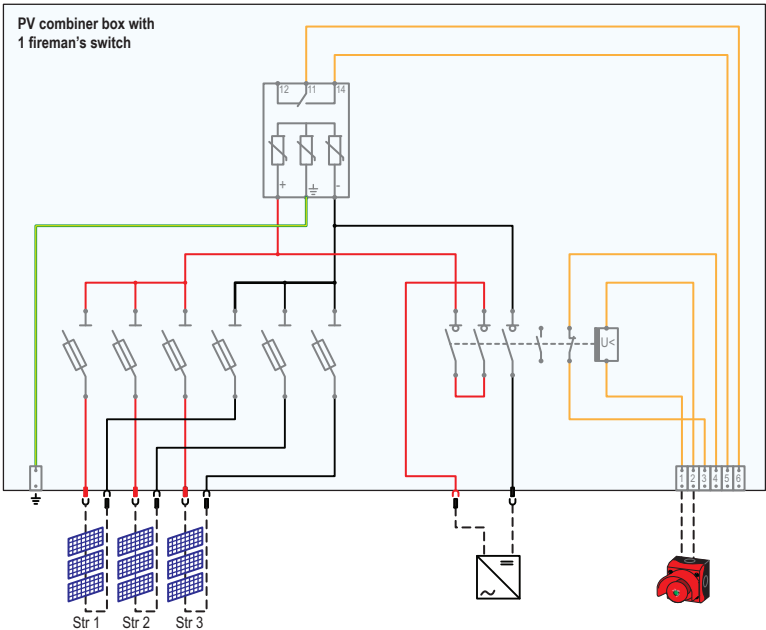 PV combiner box with
1 fireman's switch
12 11 14
+ -
U<
1 2 3 4 5 6
Str 1 Str 2 Str 3